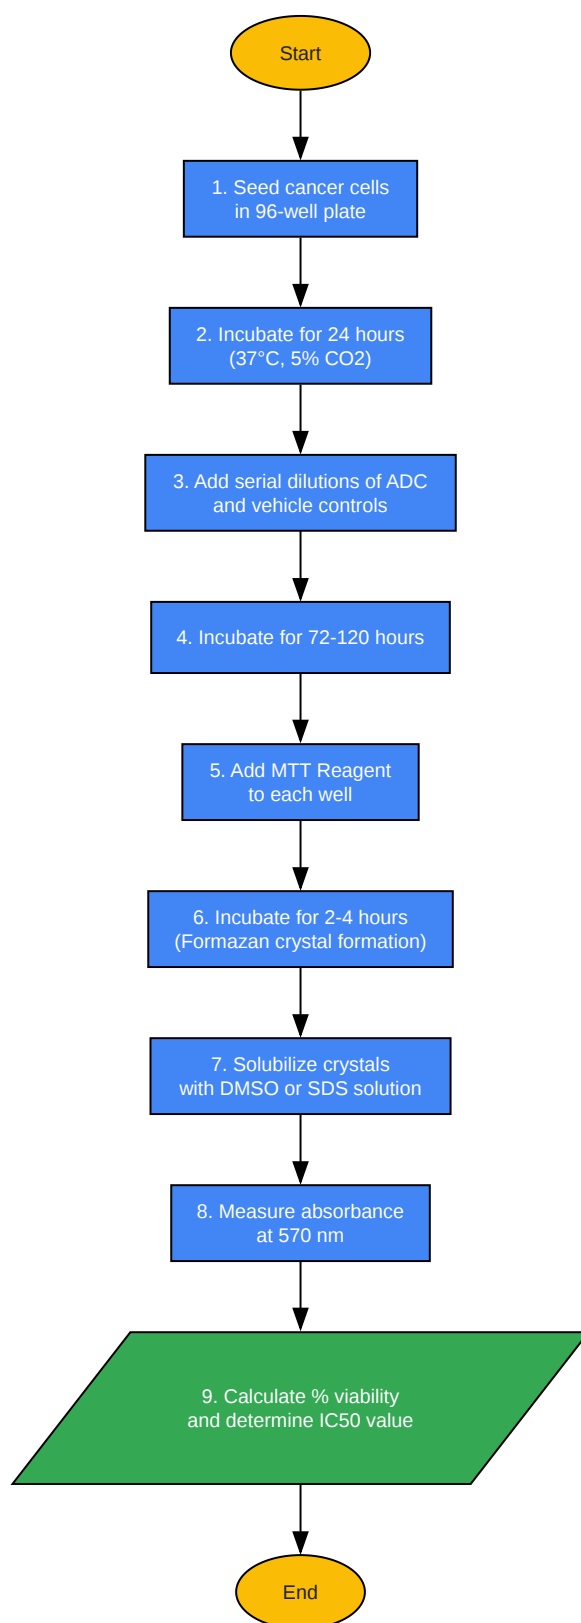 Start
1. Seed cancer cells
in 96-well plate
2. Incubate for 24 hours
(37°C, 5% CO2)
3. Add serial dilutions of ADC
and vehicle controls
4. Incubate for 72-120 hours
5. Add MTT Reagent
to each well
6. Incubate for 2-4 hours
(Formazan crystal formation)
7. Solubilize crystals
with DMSO or SDS solution
8. Measure absorbance
at 570 nm
9. Calculate % viability
and determine IC50 value
End